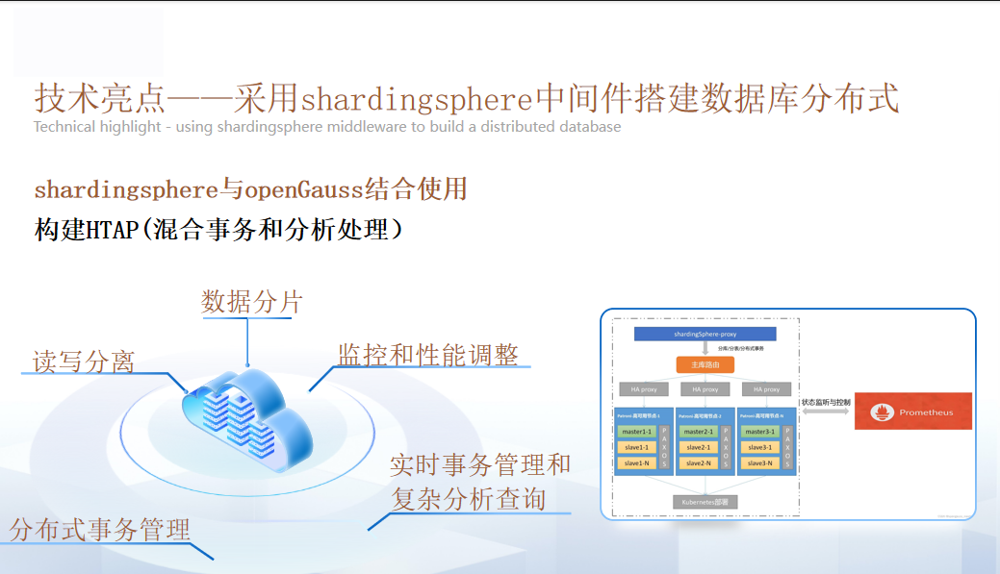 技术亮点——采用shardingsphere中间件搭建数据库分布式
Technical highlight - using shardingsphere middleware to build a distributed database
shardingsphere与openGauss结合使用
构建HTAP(混合事务和分析处理）
数据分片
读写分离
监控和性能调整
实时事务管理和
复杂分析查询
分布式事务管理
shardingSphere-proxy
分库/分表/分布式事务
主库路由
HA proxy HA proxy HA proxy
Patroni-高可用节点-1 Patroni-高可用节点-2 Patroni-高可用节点-N
master1-1 master2-1 master3-1
slave1-1 slave2-1 slave3-1
slave1-N slave2-N slave3-N
PAXOS PAXOS PAXOS
Kubernetes部署
状态监听与控制
Prometheus